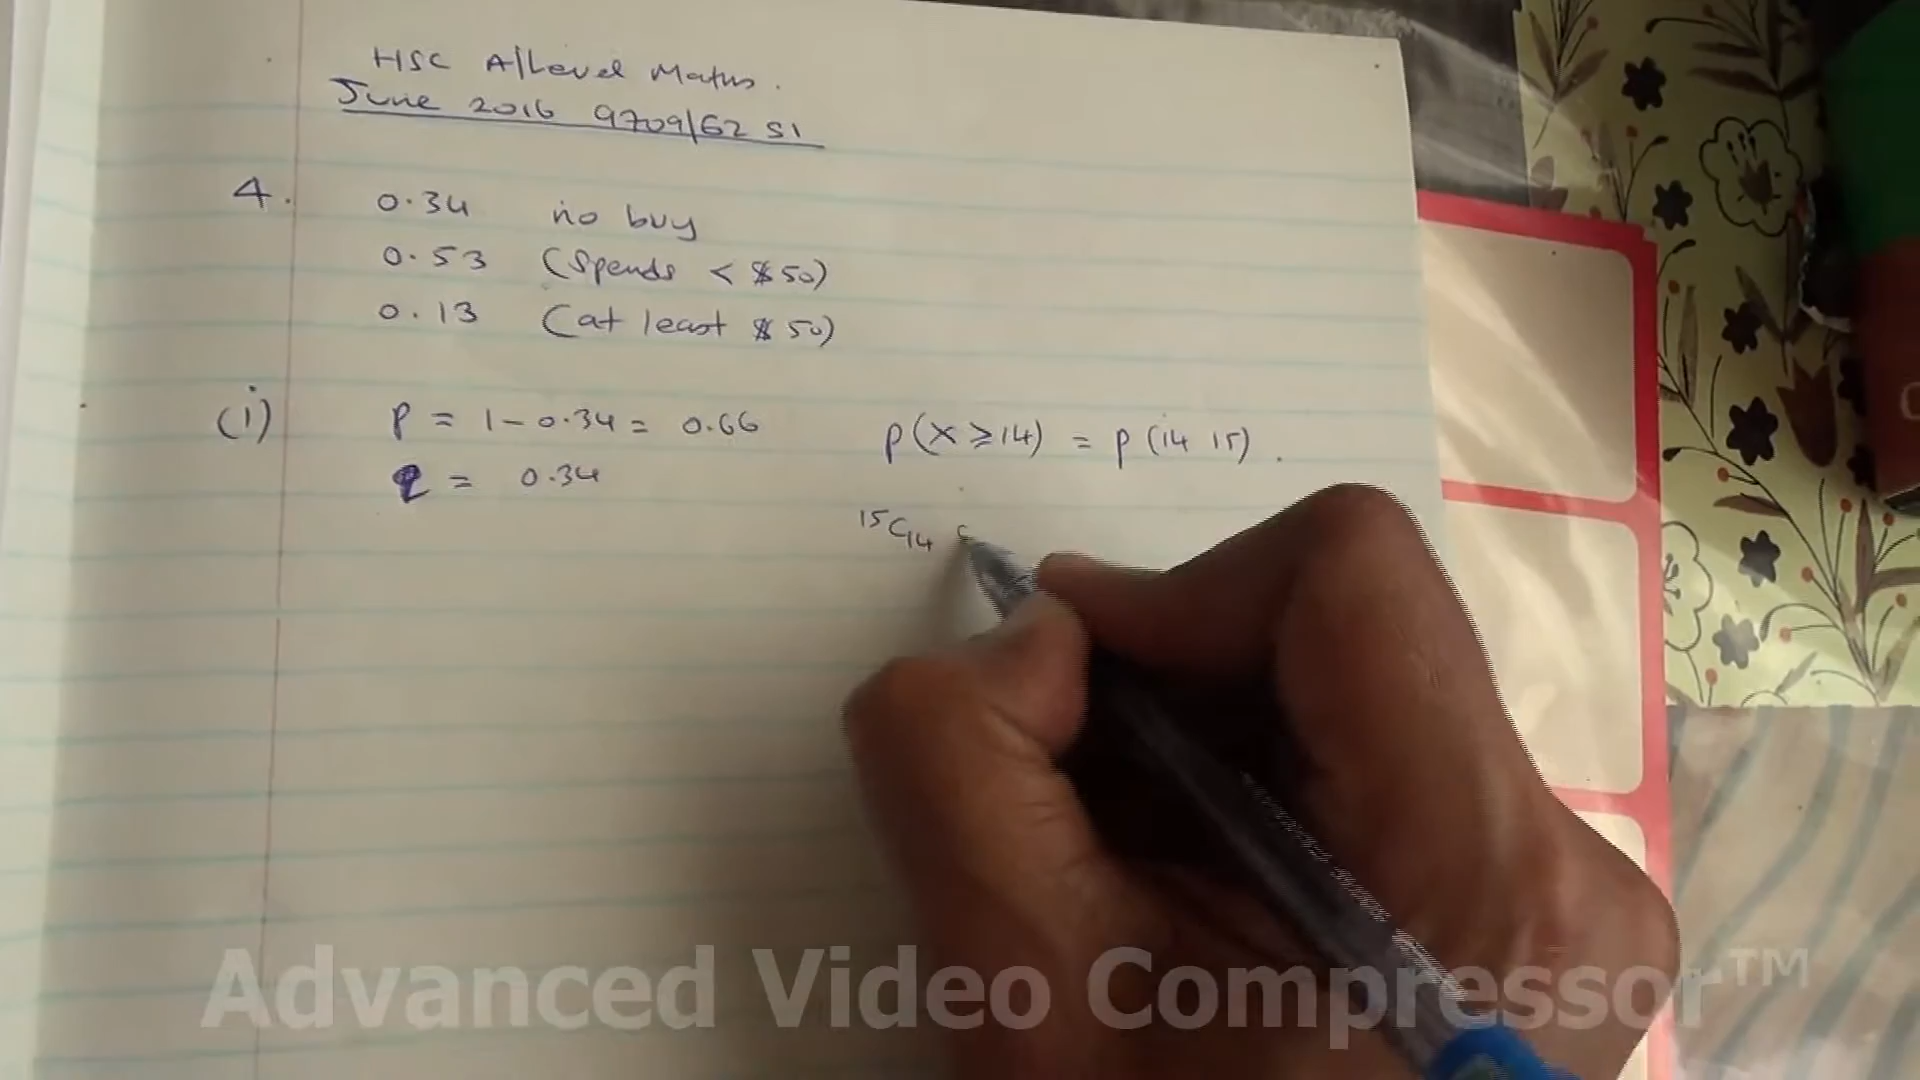 HSC A/Level Maths.
June 2016 9709/62 S1
4. 0.34 no buy
0.53 (Spends < $50)
0.13 (at least $50)
(i) P = 1 - 0.34 = 0.66
q = 0.34
p(X ≥ 14) = p(14 15).
¹⁵C₁₄
Advanced Video Compressor™